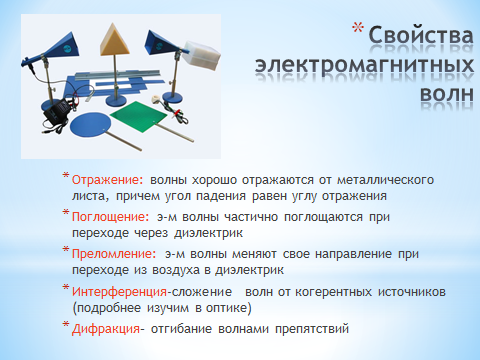 * Свойства
электромагнитных
волн
* Отражение: волны хорошо отражаются от металлического
листа, причем угол падения равен углу отражения
* Поглощение: э-м волны частично поглощаются при
переходе через диэлектрик
* Преломление: э-м волны меняют свое направление при
переходе из воздуха в диэлектрик
* Интерференция-сложение волн от когерентных источников
(подробнее изучим в оптике)
* Дифракция- отгибание волнами препятствий